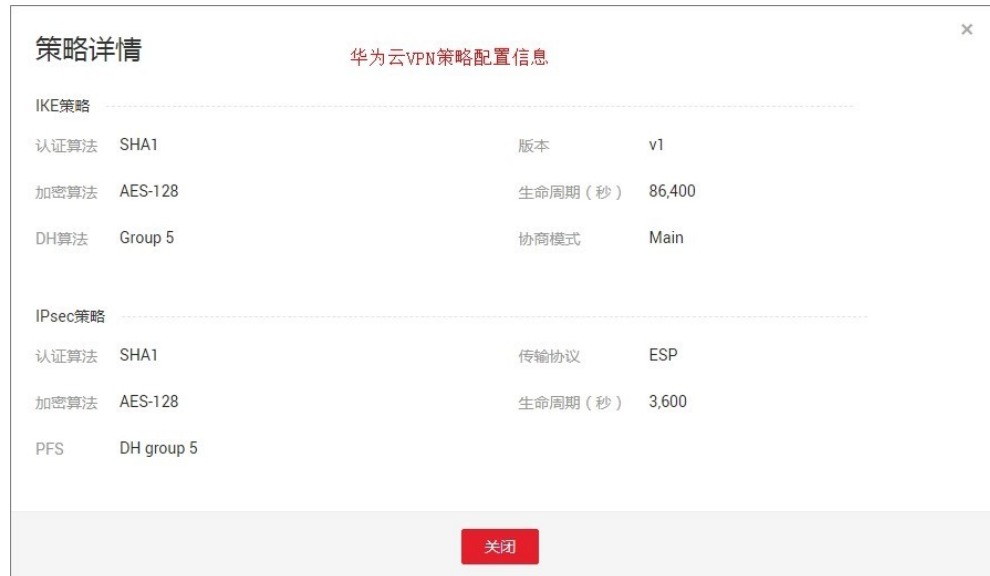 ×
策略详情 华为云VPN策略配置信息
IKE策略
认证算法 SHA1 版本 v1
加密算法 AES-128 生命周期（秒） 86,400
DH算法 Group 5 协商模式 Main
IPsec策略
认证算法 SHA1 传输协议 ESP
加密算法 AES-128 生命周期（秒） 3,600
PFS DH group 5
关闭